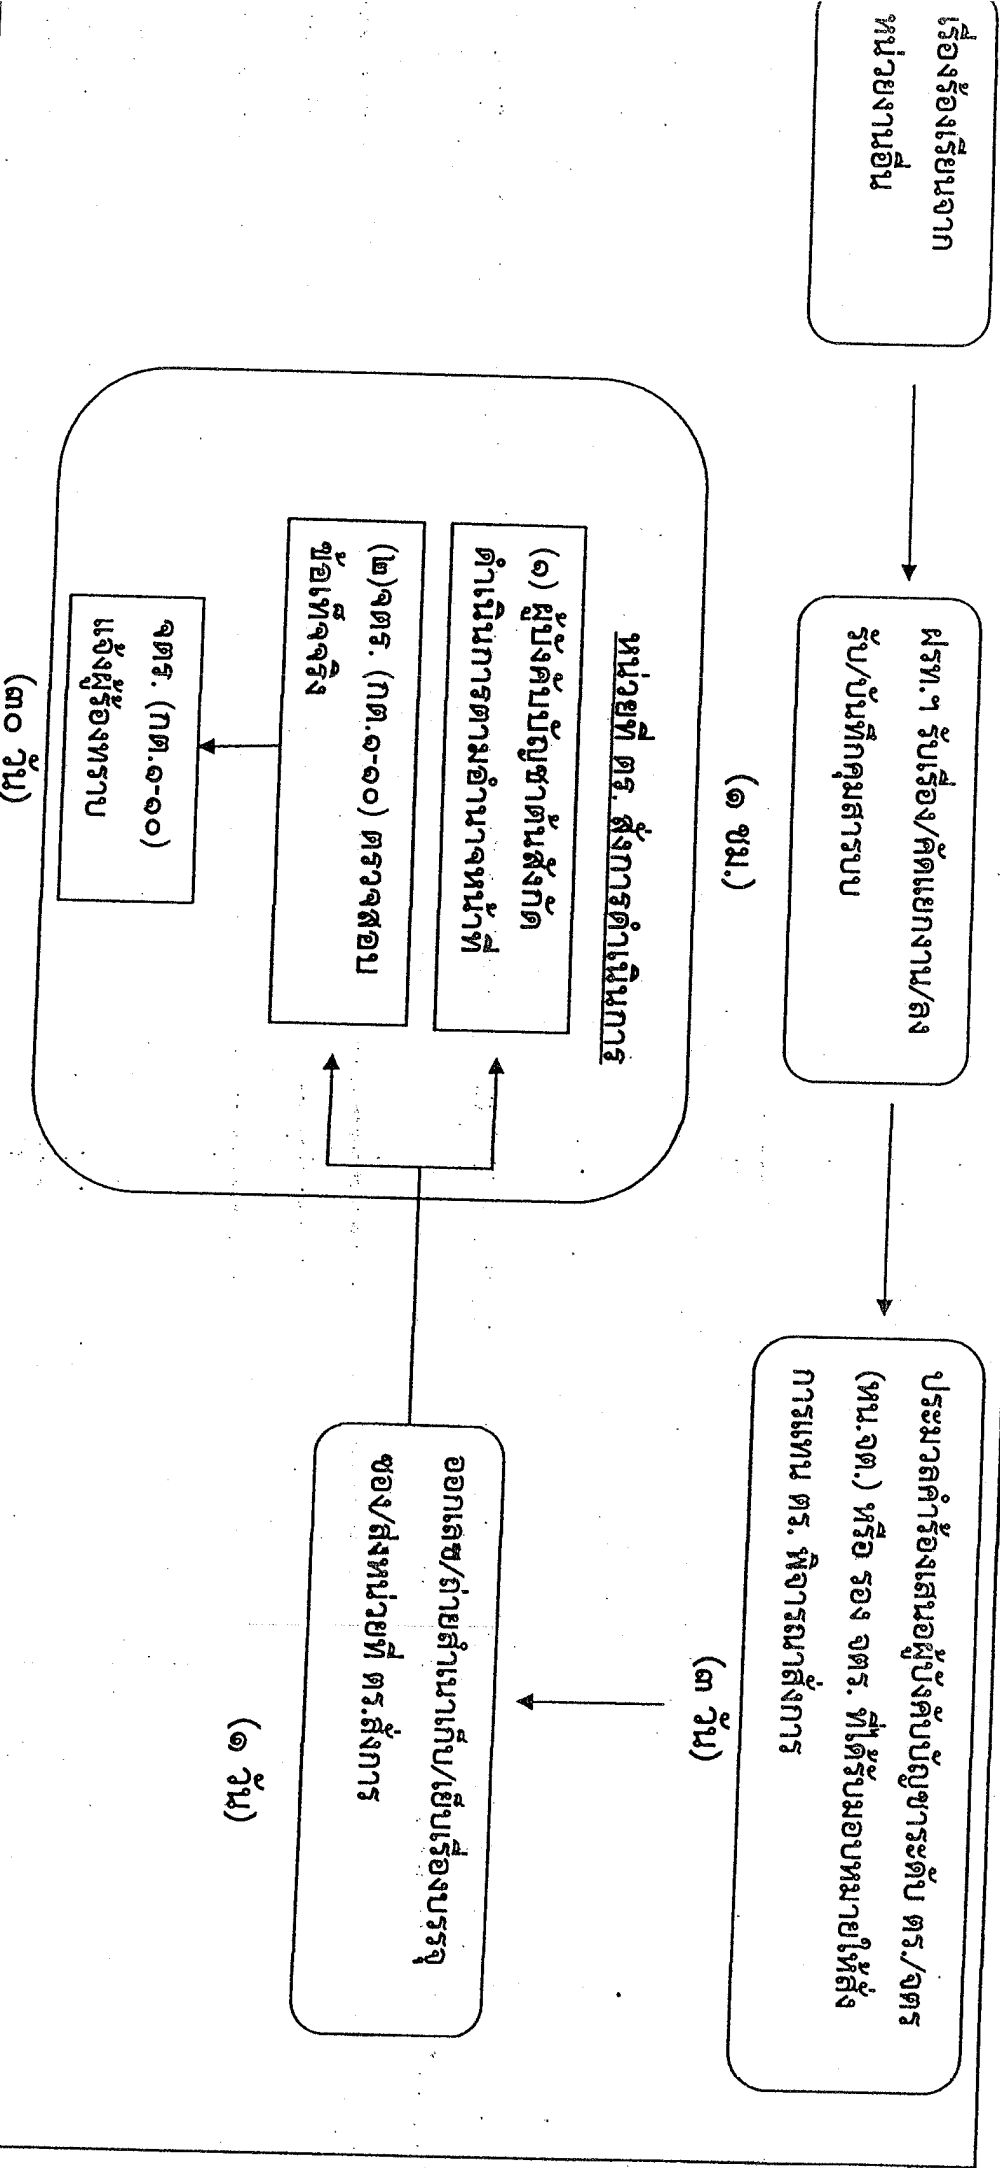 เรื่องร้องเรียนจาก
หน่วยงานอื่น
ฝรท.ฯ รับเรื่อง/คัดแยกงาน/ลง
รับ/บันทึกคุมสารบบ
(๑ ชม.)
ประมวลคำร้องเสนอผู้บังคับบัญชาระดับ ตร./จตร
(หน.จต.) หรือ รอง จตร. ที่ได้รับมอบหมายให้สั่ง
การแทน ตร. พิจารณาสั่งการ
(๓ วัน)
ออกเลข/ถ่ายสำเนาเก็บ/เย็บเรื่องบรรจุ
ซอง/ส่งหน่วยที่ ตร.สั่งการ
(๑ วัน)
หน่วยที่ ตร. สั่งการดำเนินการ
(๑) ผู้บังคับบัญชาต้นสังกัด
ดำเนินการตามอำนาจหน้าที่
(๒)จตร. (กต.๑-๑๐) ตรวจสอบ
ข้อเท็จจริง
จตร. (กต.๑-๑๐)
แจ้งผู้ร้องทราบ
(๓๐ วัน)